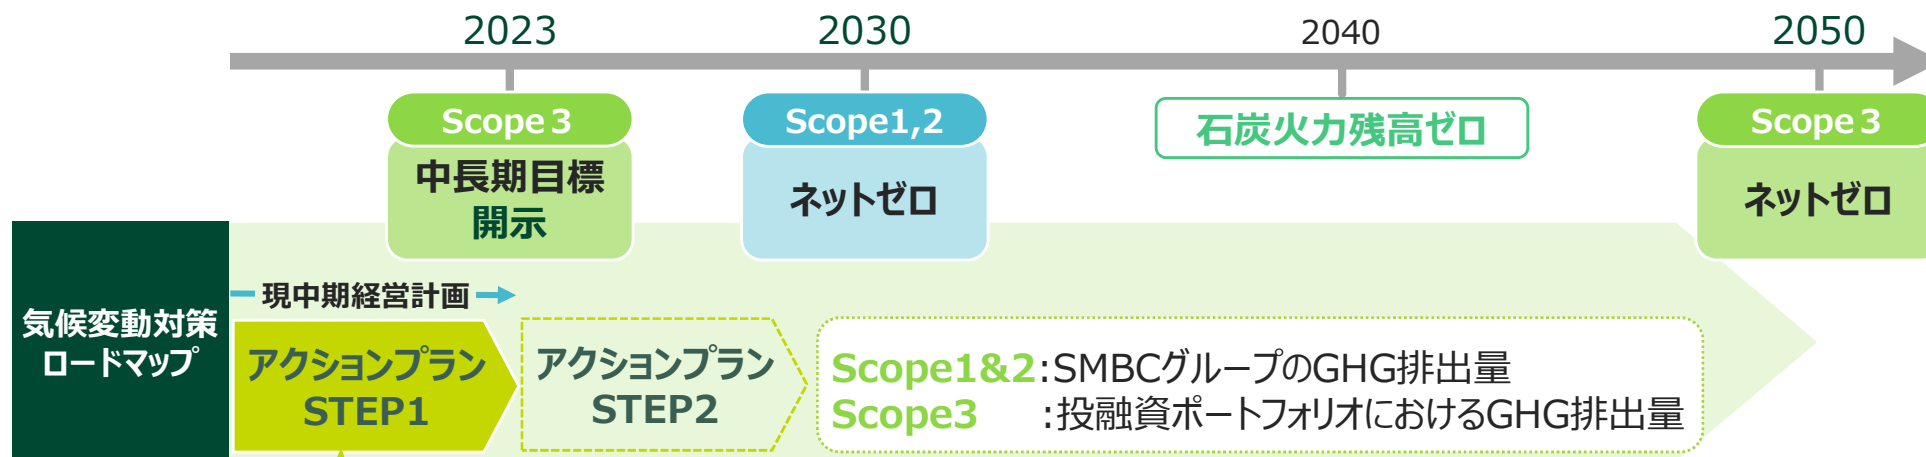 2023
2030
2040
2050
Scope3
中長期目標
開示
Scope1,2
ネットゼロ
石炭火力残高ゼロ
Scope3
ネットゼロ
気候変動対策
ロードマップ
現中期経営計画
アクションプラン
STEP1
アクションプラン
STEP2
Scope1&2:SMBCグループのGHG排出量
Scope3 :投融資ポートフォリオにおけるGHG排出量